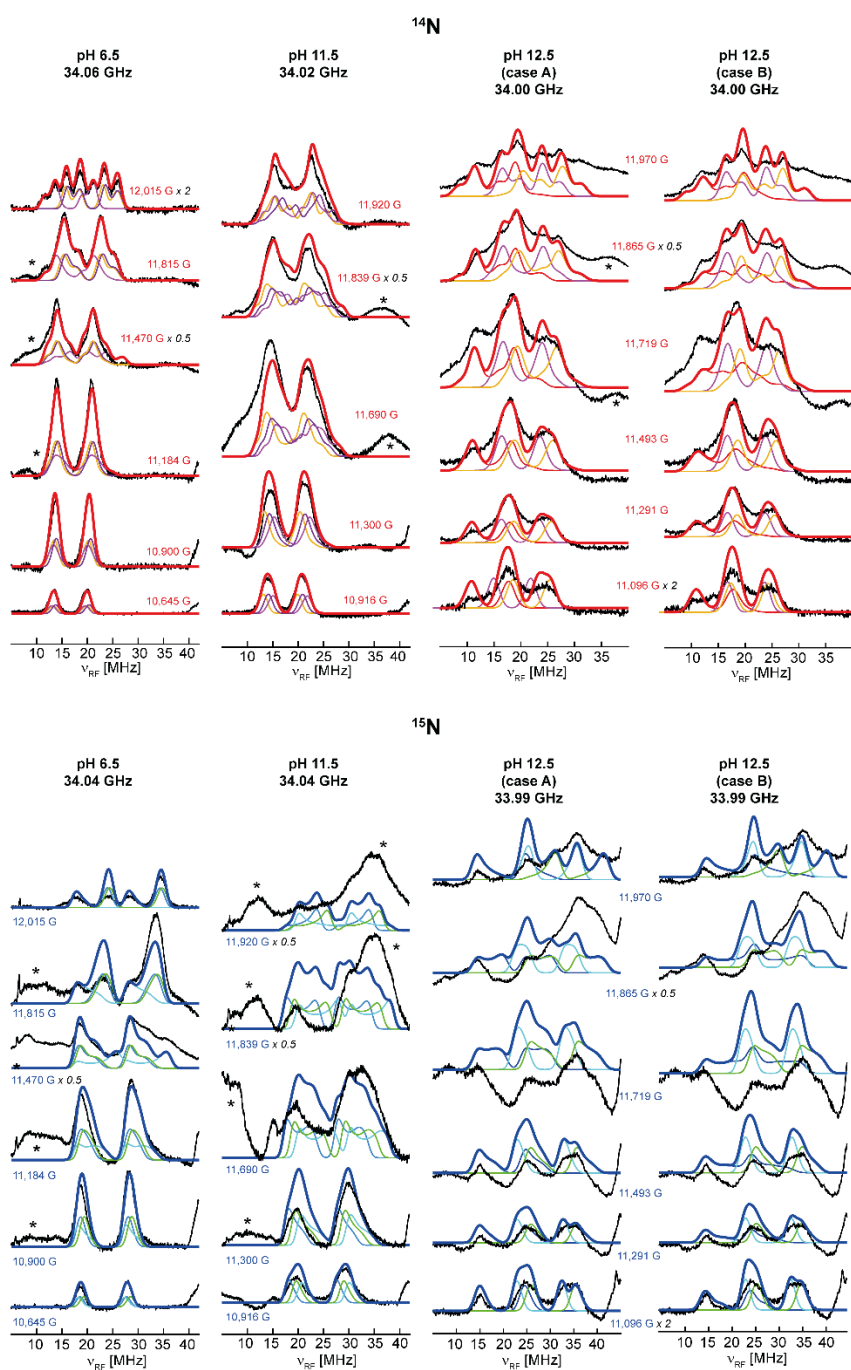 14N
pH 6.5
34.06 GHz
pH 11.5
34.02 GHz
pH 12.5
(case A)
34.00 GHz
pH 12.5
(case B)
34.00 GHz
12,015 G x 2
*
11,815 G
*
11,470 G x 0.5
*
11,184 G
10.900 G
10.645 G
11,920 G
11,839 G x 0.5
*
11,690 G
*
11,300 G
10,916 G
11,970 G
11,865 G x 0.5
*
11,719 G
*
11,493 G
11,291 G
11,096 G x 2
10 15 20 25 30 35 40
νRF [MHz]
10 15 20 25 30 35 40
νRF [MHz]
10 15 20 25 30 35
νRF [MHz]
10 15 20 25 30 35
νRF [MHz]
15N
pH 6.5
34.04 GHz
pH 11.5
34.04 GHz
pH 12.5
(case A)
33.99 GHz
pH 12.5
(case B)
33.99 GHz
12,015 G
*
11,815 G
*
11,470 G x 0.5
*
11,184 G
*
10,900 G
10,645 G
*
*
11,920 G x 0.5
*
*
11,839 G x 0.5
*
11,690 G
*
11,300 G
10,916 G
11,970 G
11,865 G x 0.5
11,719 G
11,493 G
11,291 G
11,096 G x 2
10 15 20 25 30 35 40
νRF [MHz]
10 15 20 25 30 35 40
νRF [MHz]
10 15 20 25 30 35 40
νRF [MHz]
10 15 20 25 30 35 40
νRF [MHz]